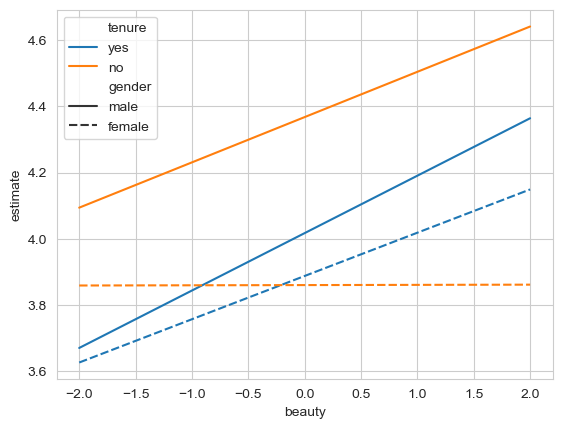 tenure
yes
no
gender
male
female
4.6
4.4
4.2
4.0
3.8
3.6
estimate
−2.0 −1.5 −1.0 −0.5 0.0 0.5 1.0 1.5 2.0
beauty